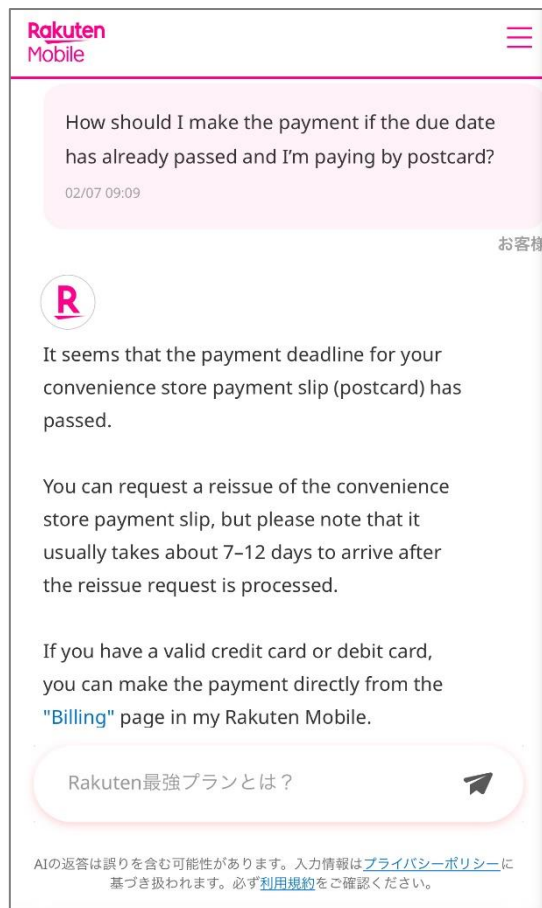 Rakuten
Mobile
How should I make the payment if the due date
has already passed and I'm paying by postcard?
02/07 09:09
お客様
R
It seems that the payment deadline for your
convenience store payment slip (postcard) has
passed.
You can request a reissue of the convenience
store payment slip, but please note that it
usually takes about 7–12 days to arrive after
the reissue request is processed.
If you have a valid credit card or debit card,
you can make the payment directly from the
"Billing" page in my Rakuten Mobile.
Rakuten最強プランとは？
AIの返答は誤りを含む可能性があります。入力情報はプライバシーポリシーに
基づき扱われます。必ず利用規約をご確認ください。